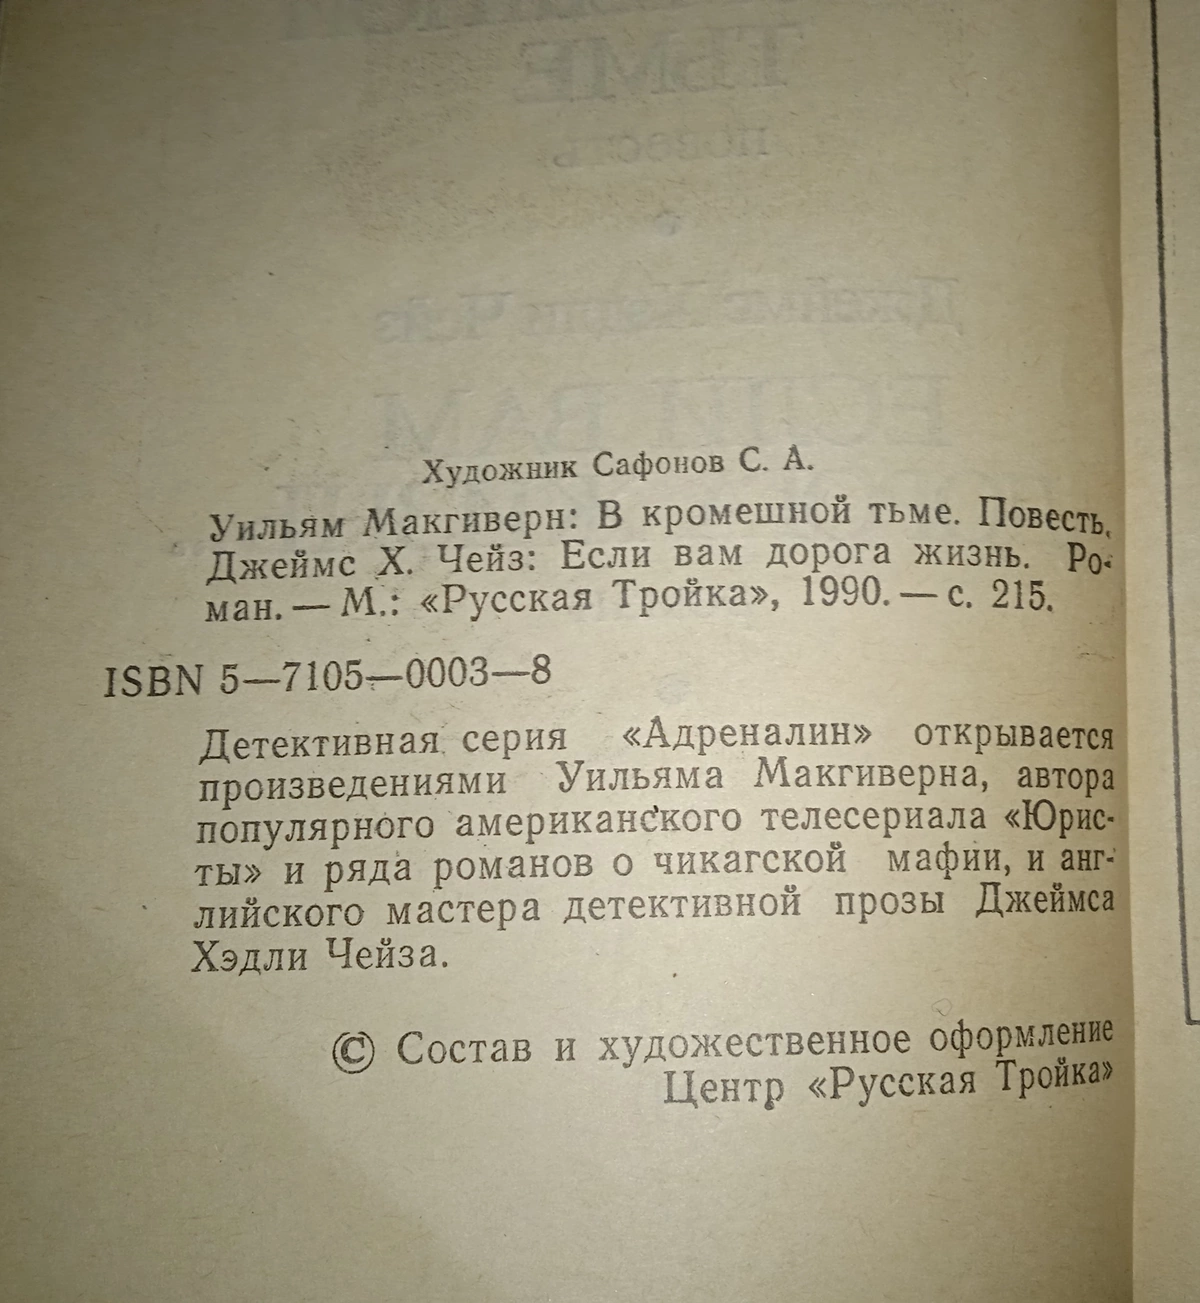 Художник Сафонов С. А.
Уильям Макгиверн: В кромешной тьме. Повесть,
Джеймс Х. Чейз: Если вам дорога жизнь. Ро-
ман. — М.: «Русская Тройка», 1990. — с. 215.
ISBN 5—7105—0003—8
Детективная серия «Адреналин» открывается
произведениями Уильяма Макгиверна, автора
популярного американского телесериала «Юрис-
ты» и ряда романов о чикагской мафии, и анг-
лийского мастера детективной прозы Джеймса
Хэдли Чейза.
© Состав и художественное оформление
Центр «Русская Тройка»